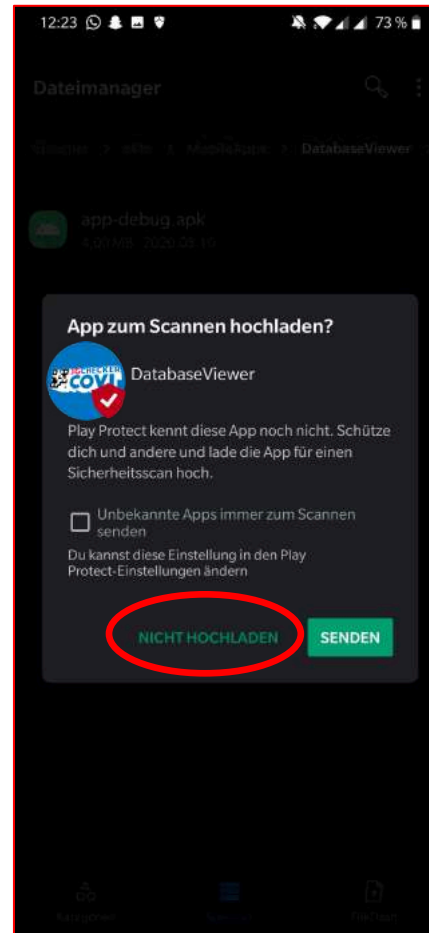 12:23
73 %
Dateimanager
DatabaseViewer
app-debug.apk
App zum Scannen hochladen?
CHECKER
COVI
DatabaseViewer
Play Protect kennt diese App noch nicht. Schütze
dich und andere und lade die App für einen
Sicherheitsscan hoch.
Unbekannte Apps immer zum Scannen
senden
Du kannst diese Einstellung in den Play
Protect-Einstellungen ändern
NICHT HOCHLADEN
SENDEN